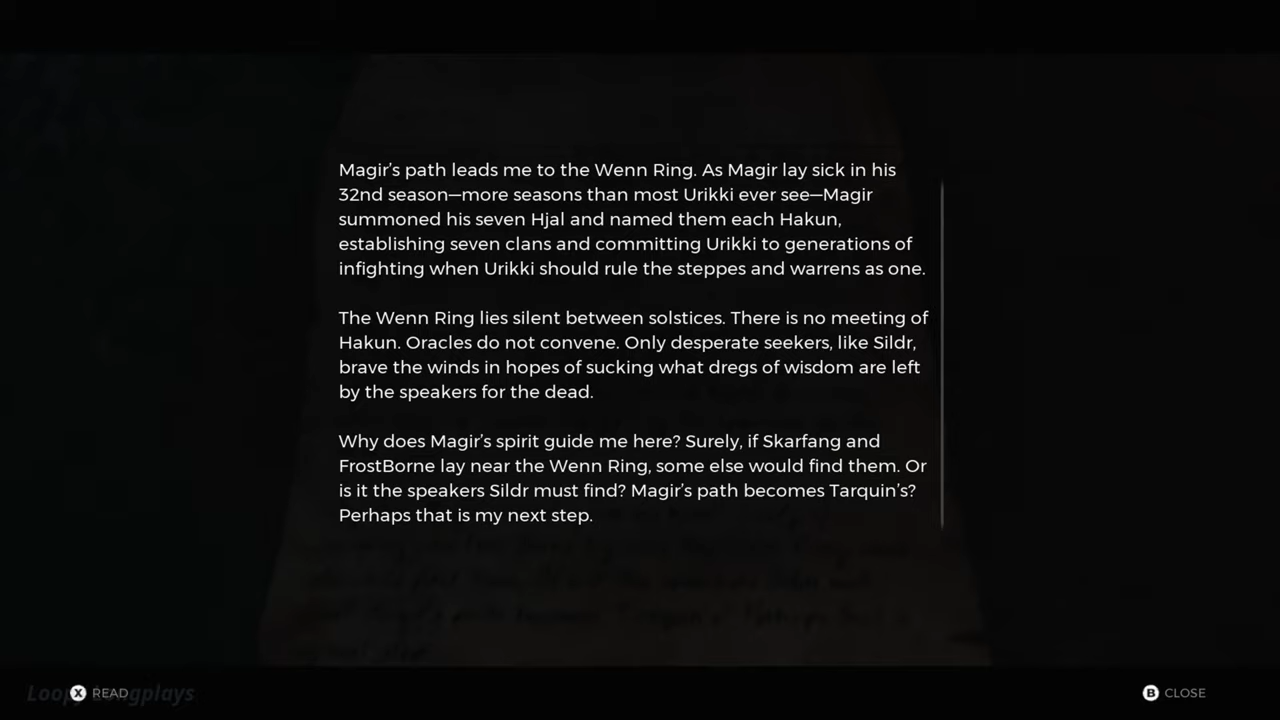 Magir's path leads me to the Wenn Ring. As Magir lay sick in his
32nd season—more seasons than most Urikki ever see—Magir
summoned his seven Hjal and named them each Hakun,
establishing seven clans and committing Urikki to generations of
infighting when Urikki should rule the steppes and warrens as one.
The Wenn Ring lies silent between solstices. There is no meeting of
Hakun. Oracles do not convene. Only desperate seekers, like Sildr,
brave the winds in hopes of sucking what dregs of wisdom are left
by the speakers for the dead.
Why does Magir's spirit guide me here? Surely, if Skarfang and
FrostBorne lay near the Wenn Ring, some else would find them. Or
is it the speakers Sildr must find? Magir's path becomes Tarquin's?
Perhaps that is my next step.
X READ
B CLOSE